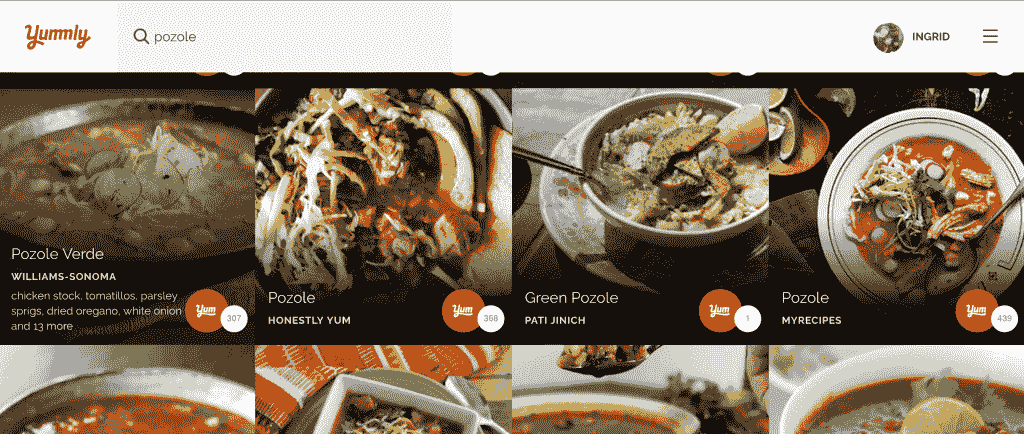 Yummly
pozole
INGRID
Pozole Verde
WILLIAMS-SONOMA
chicken stock, tomatillos, parsley
sprigs, dried oregano, white onion
and 13 more
Yum
307
Pozole
HONESTLY YUM
Yum
368
Green Pozole
PATI JINICH
Yum
1
Pozole
MYRECIPES
Yum
439